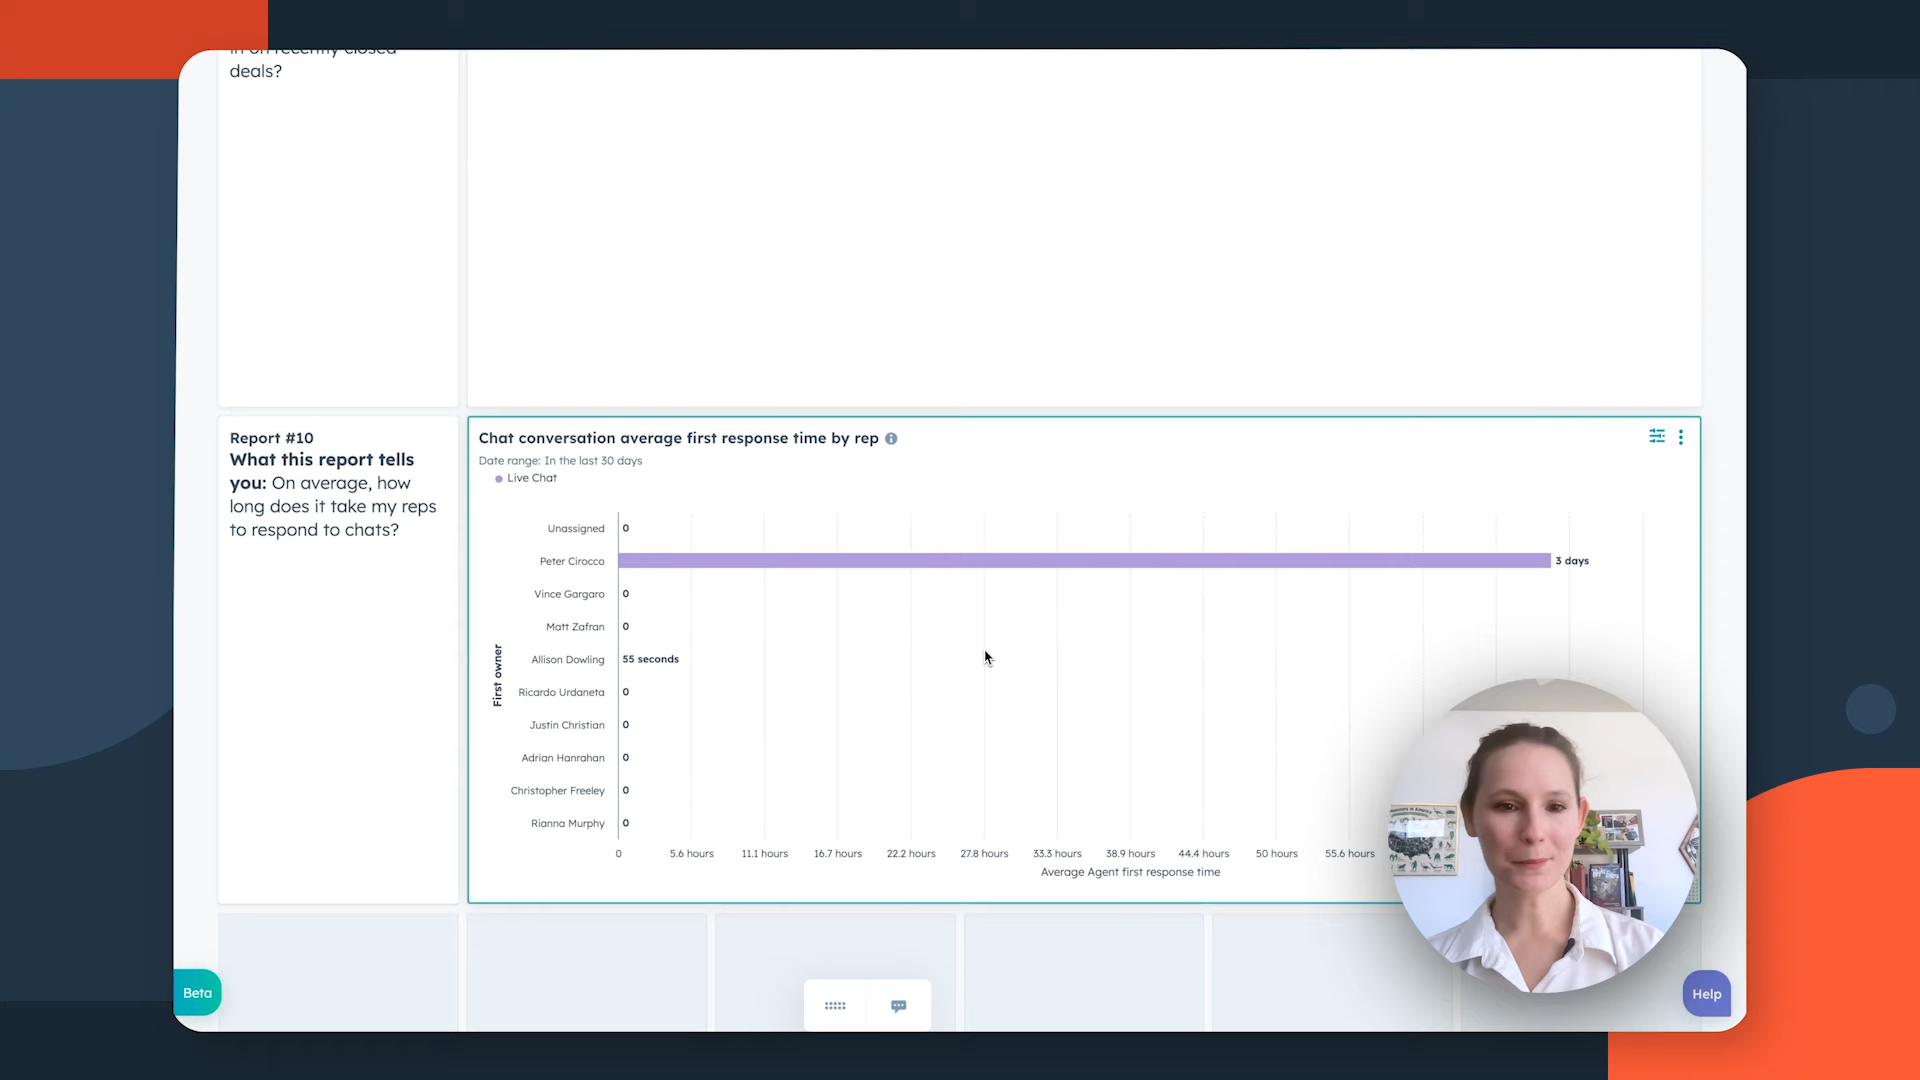 in on recently closed
deals?
Report #10
What this report tells
you: On average, how
long does it take my reps
to respond to chats?
Chat conversation average first response time by rep
Date range: In the last 30 days
Live Chat
First owner
Unassigned 0
Peter Cirocco 3 days
Vince Gargaro 0
Matt Zafran 0
Allison Dowling 55 seconds
Ricardo Urdaneta 0
Justin Christian 0
Adrian Hanrahan 0
Christopher Freeley 0
Rianna Murphy 0
0 5.6 hours 11.1 hours 16.7 hours 22.2 hours 27.8 hours 33.3 hours 38.9 hours 44.4 hours 50 hours 55.6 hours
Average Agent first response time
Beta
Help